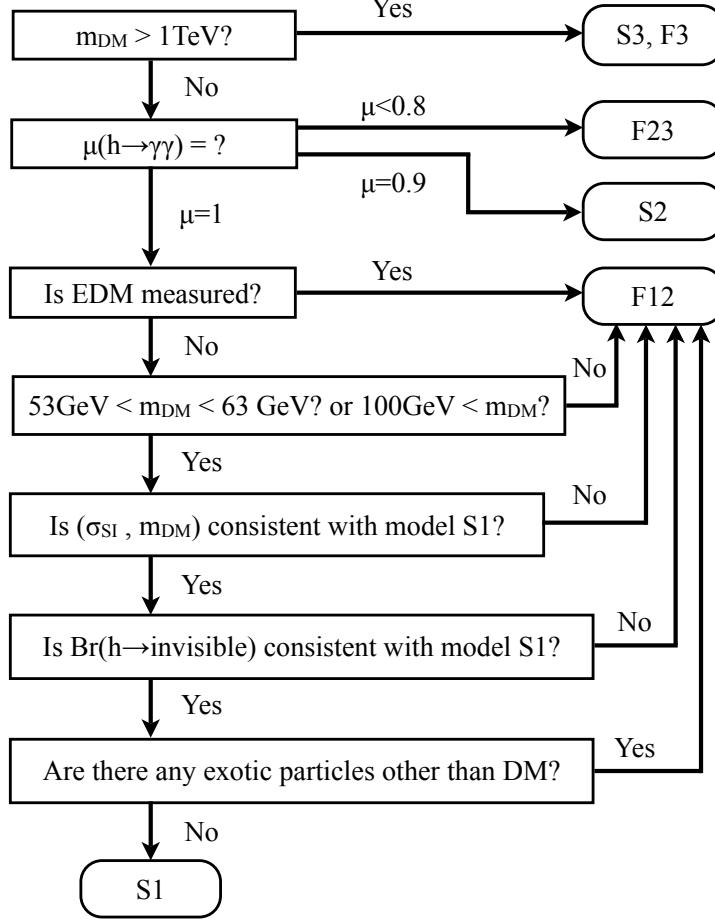 Yes
m_DM > 1TeV?
S3, F3
No
μ<0.8
μ(h→γγ) = ?
F23
μ=0.9
μ=1
S2
Yes
Is EDM measured?
F12
No
No
53GeV < m_DM < 63 GeV? or 100GeV < m_DM?
Yes
No
Is (σ_SI , m_DM) consistent with model S1?
Yes
No
Is Br(h→invisible) consistent with model S1?
Yes
Yes
Are there any exotic particles other than DM?
No
S1